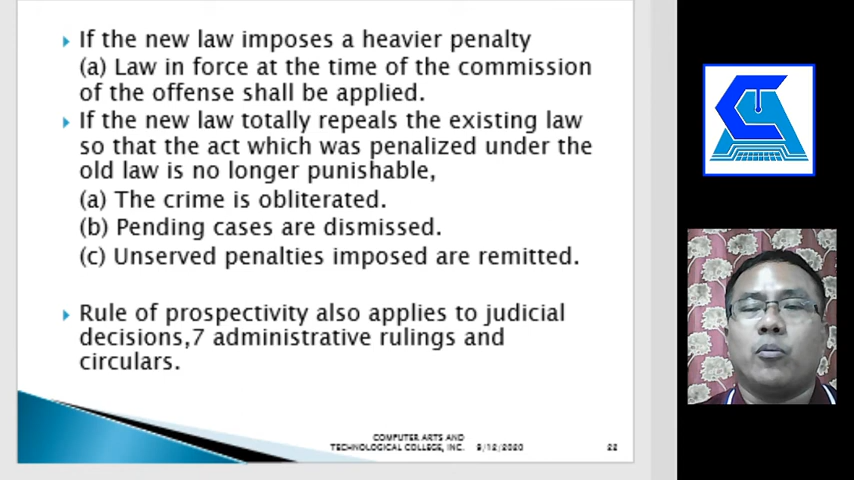 If the new law imposes a heavier penalty
(a) Law in force at the time of the commission
of the offense shall be applied.
If the new law totally repeals the existing law
so that the act which was penalized under the
old law is no longer punishable,
(a) The crime is obliterated.
(b) Pending cases are dismissed.
(c) Unserved penalties imposed are remitted.
Rule of prospectivity also applies to judicial
decisions,7 administrative rulings and
circulars.
COMPUTER ARTS AND
TECHNOLOGICAL COLLEGE, INC. 9/12/2020 22